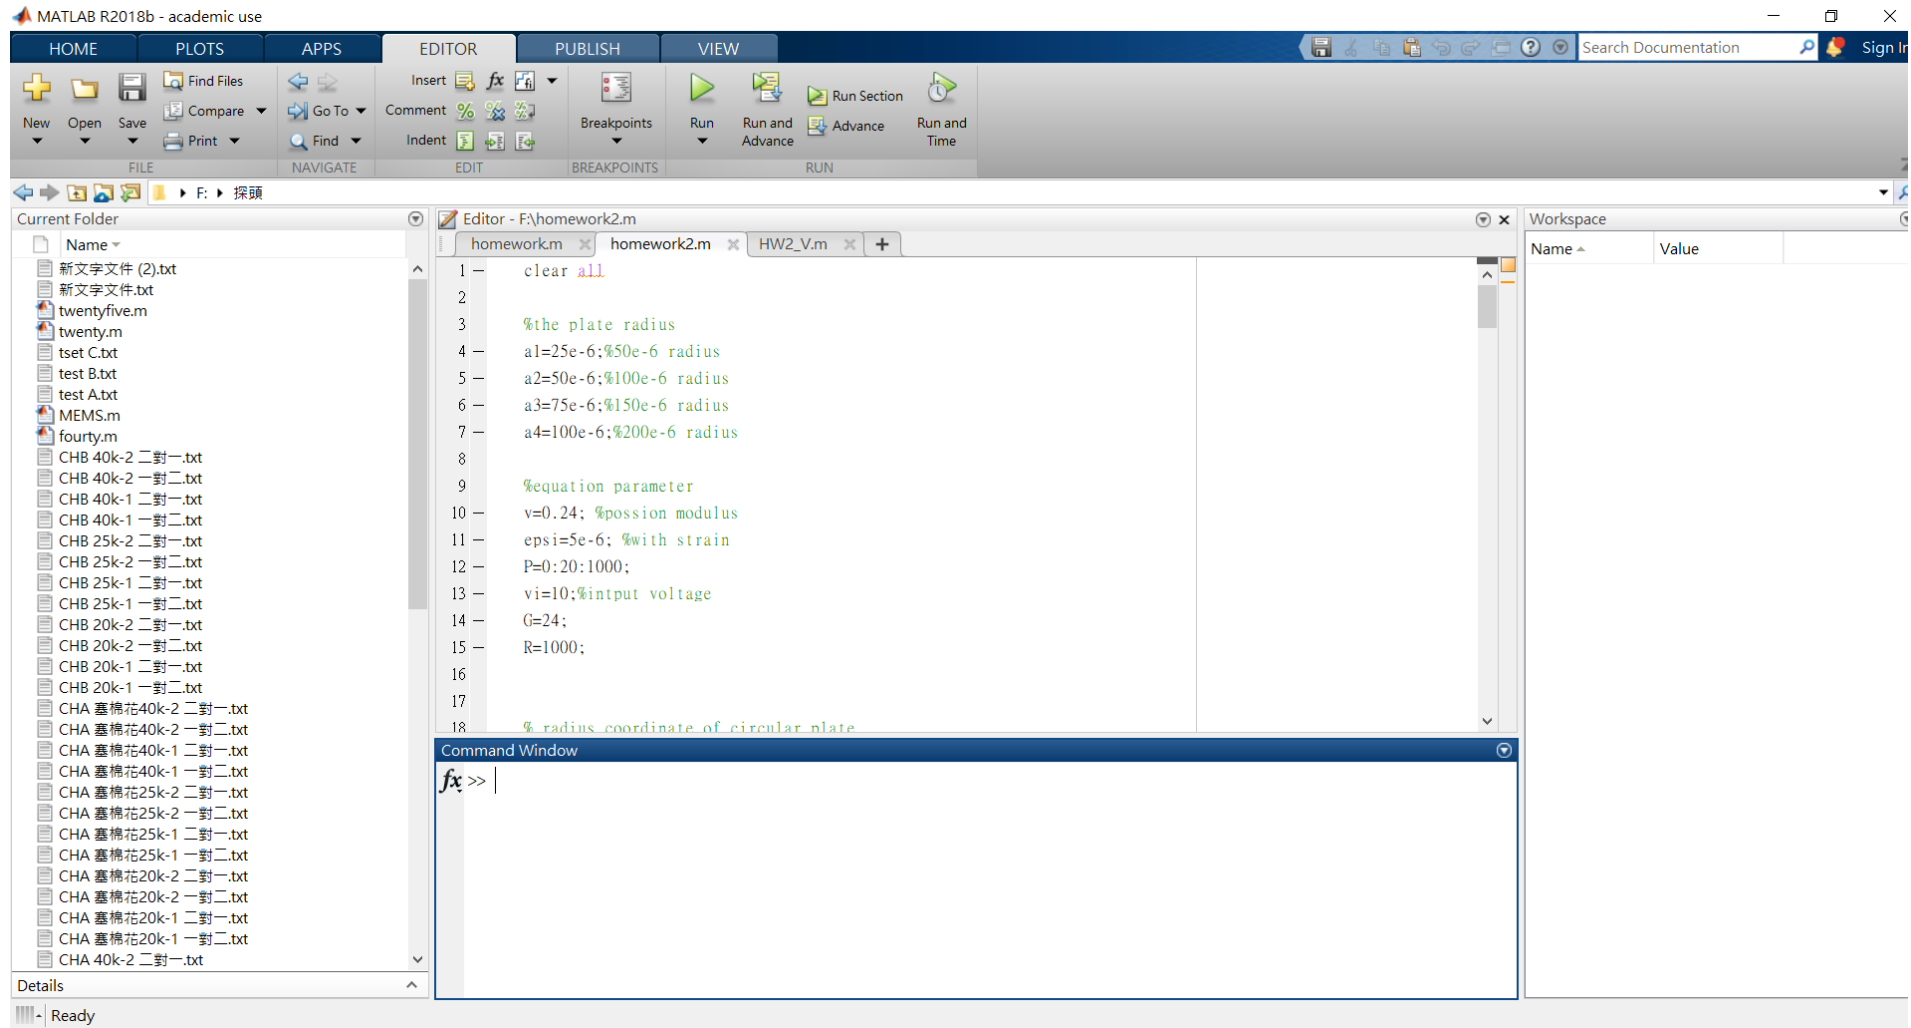 MATLAB R2018b - academic use
HOME PLOTS APPS EDITOR PUBLISH VIEW
Search Documentation
Sign In
New
Open
Save
Find Files
Compare
Print
FILE
Go To
Find
NAVIGATE
Insert
Comment
Indent
EDIT
Breakpoints
BREAKPOINTS
Run
Run and Advance
Run Section
Advance
Run and Time
RUN
F: 探頭
Current Folder
Name
新文字文件 (2).txt
新文字文件.txt
twentyfive.m
twenty.m
tset C.txt
test B.txt
test A.txt
MEMS.m
fourty.m
CHB 40k-2 二對一.txt
CHB 40k-2 一對二.txt
CHB 40k-1 二對一.txt
CHB 40k-1 一對二.txt
CHB 25k-2 二對一.txt
CHB 25k-2 一對二.txt
CHB 25k-1 二對一.txt
CHB 25k-1 一對二.txt
CHB 20k-2 二對一.txt
CHB 20k-2 一對二.txt
CHB 20k-1 二對一.txt
CHB 20k-1 一對二.txt
CHA 塞棉花40k-2 二對一.txt
CHA 塞棉花40k-2 一對二.txt
CHA 塞棉花40k-1 二對一.txt
CHA 塞棉花40k-1 一對二.txt
CHA 塞棉花25k-2 二對一.txt
CHA 塞棉花25k-2 一對二.txt
CHA 塞棉花25k-1 二對一.txt
CHA 塞棉花25k-1 一對二.txt
CHA 塞棉花20k-2 二對一.txt
CHA 塞棉花20k-2 一對二.txt
CHA 塞棉花20k-1 二對一.txt
CHA 塞棉花20k-1 一對二.txt
CHA 40k-2 二對一.txt
Details
Ready
Editor - F:\homework2.m
homework.m homework2.m HW2_V.m +
1 clear all
2
3 %the plate radius
4 a1=25e-6;%50e-6 radius
5 a2=50e-6;%100e-6 radius
6 a3=75e-6;%150e-6 radius
7 a4=100e-6;%200e-6 radius
8
9 %equation parameter
10 v=0.24; %possion modulus
11 epsi=5e-6; %with strain
12 P=0:20:1000;
13 vi=10;%intput voltage
14 G=24;
15 R=1000;
16
17
18 % radius coordinate of circular plate
Command Window
fx >>
Workspace
Name Value